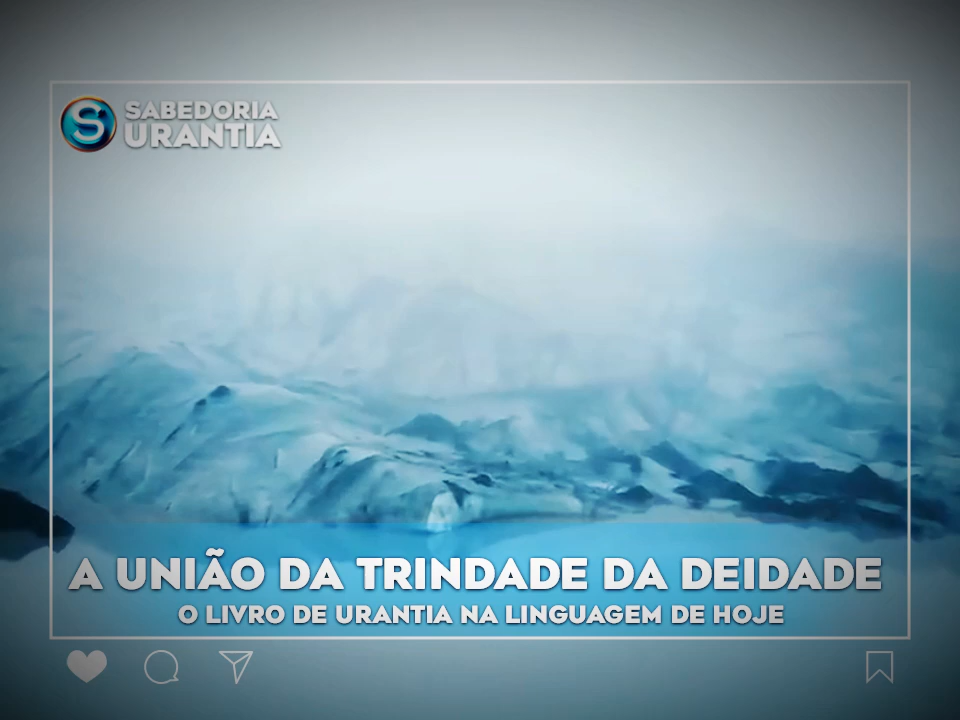 SABEDORIA
URANTIA
A UNIÃO DA TRINDADE DA DEIDADE
O LIVRO DE URANTIA NA LINGUAGEM DE HOJE